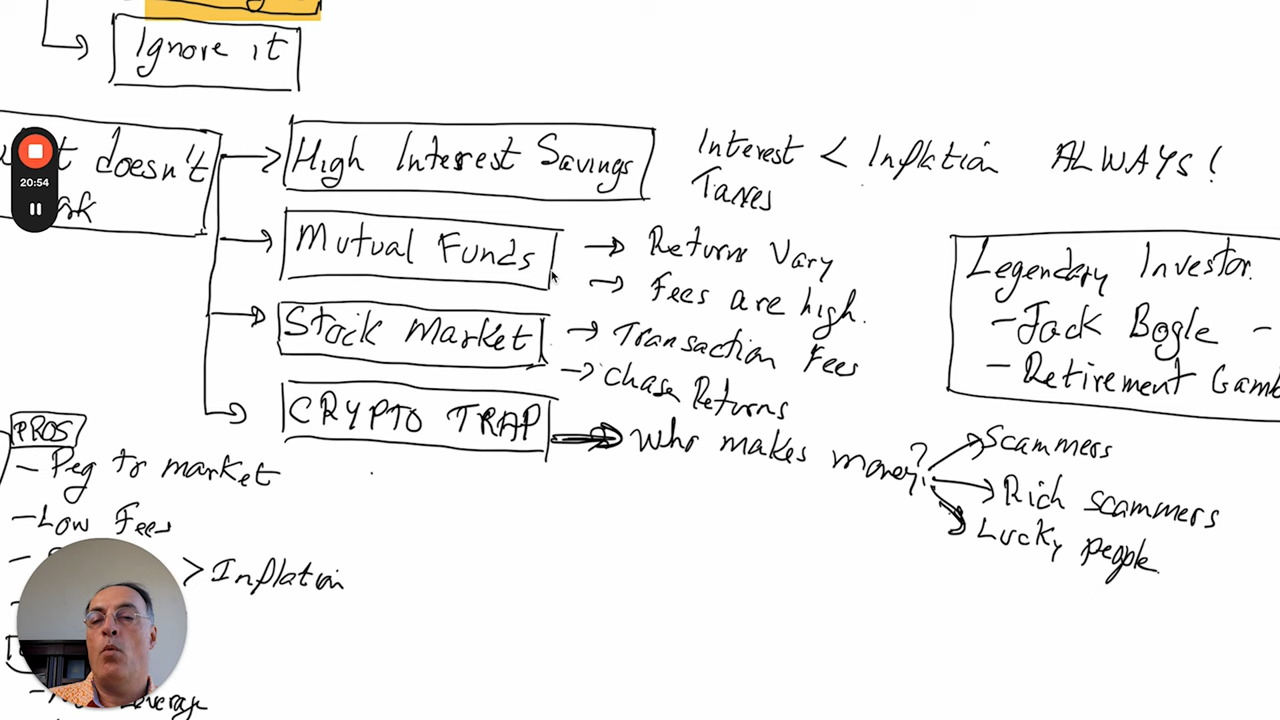 Ignore it
doesn't
20:54
High Interest Savings
Interest < Inflation ALWAYS!
Taxes
Mutual Funds
→ Returns Vary
→ Fees are high.
Stock Market
→ Transaction Fees
→ Chase Returns
CRYPTO TRAP
Who makes money?
Scammers
Rich scammers
Lucky people
Legendary Investor.
- Jack Bogle -
- Retirement Gamb
PROS
- Peg to market
- Low Fees
> Inflation